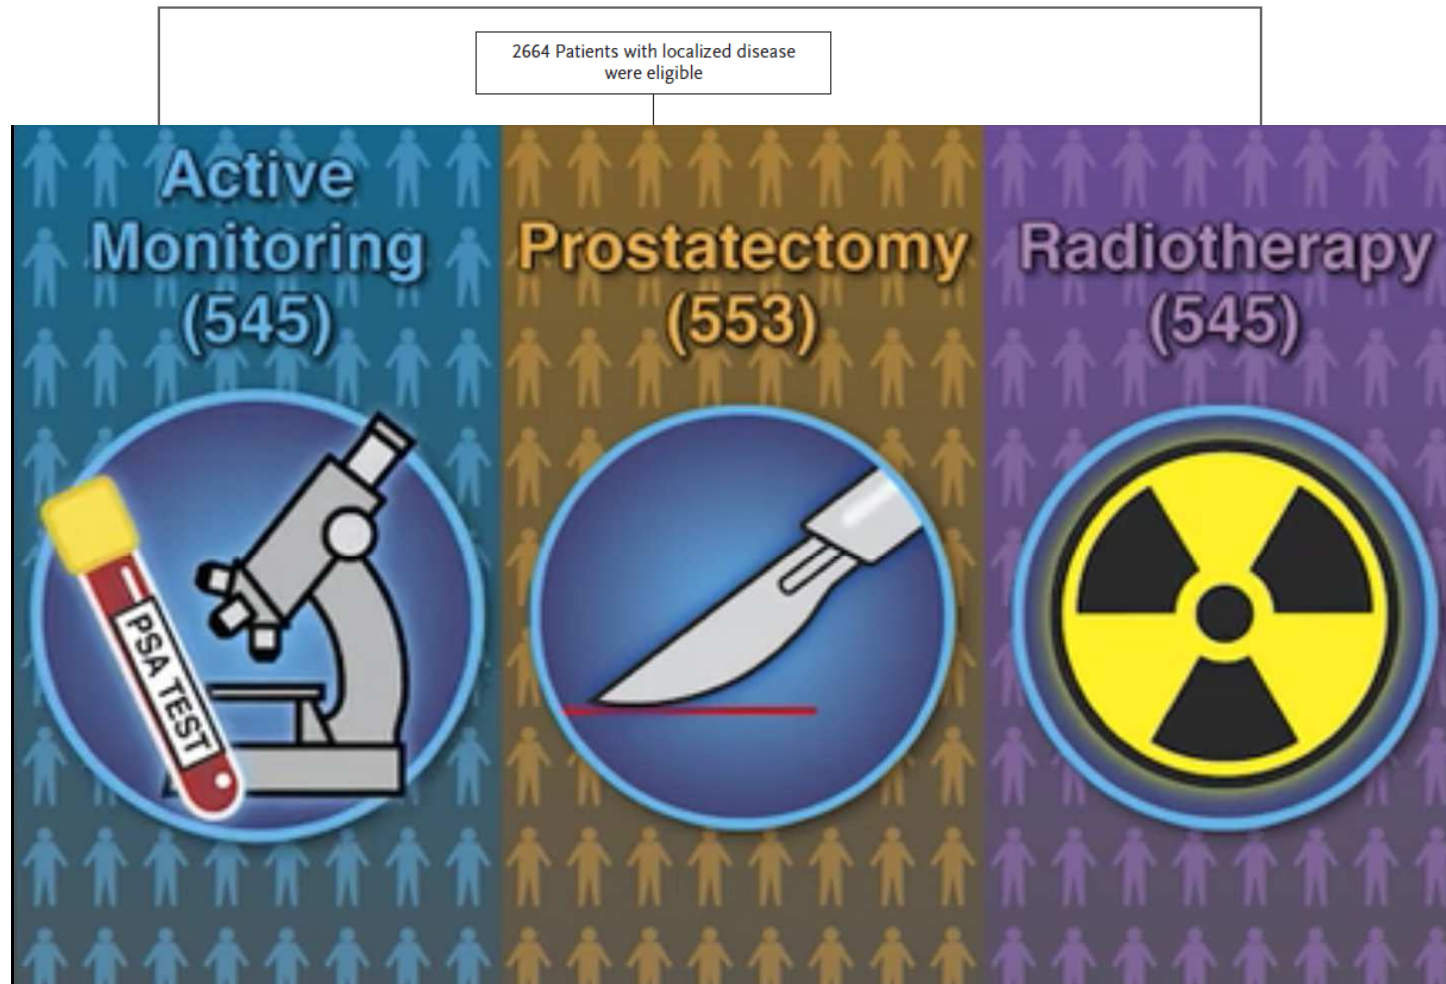 2664 Patients with localized disease
were eligible
Active
Monitoring
(545)
Prostatectomy
(553)
Radiotherapy
(545)
PSA TEST